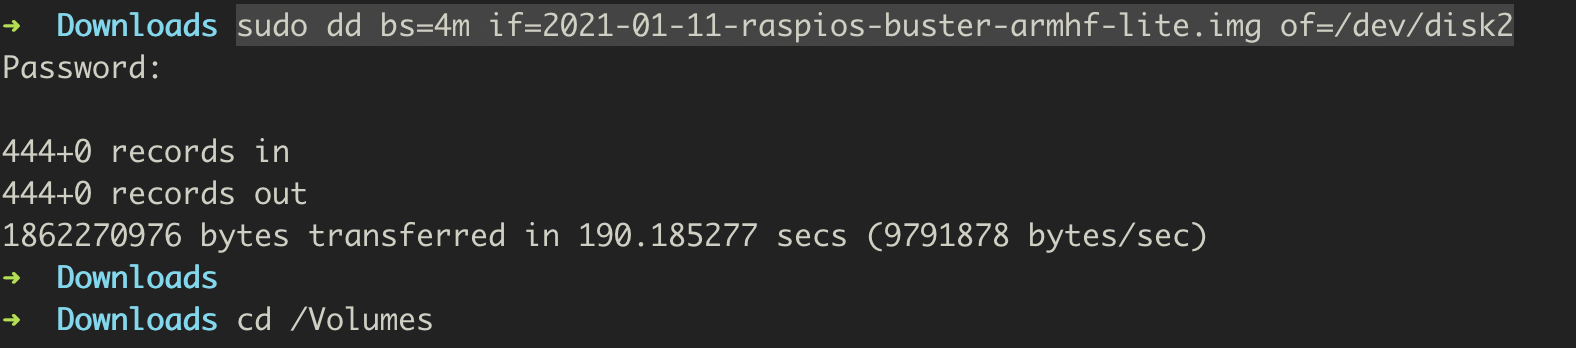 ➜ Downloads sudo dd bs=4m if=2021-01-11-raspios-buster-armhf-lite.img of=/dev/disk2
Password:
444+0 records in
444+0 records out
1862270976 bytes transferred in 190.185277 secs (9791878 bytes/sec)
➜ Downloads
➜ Downloads cd /Volumes